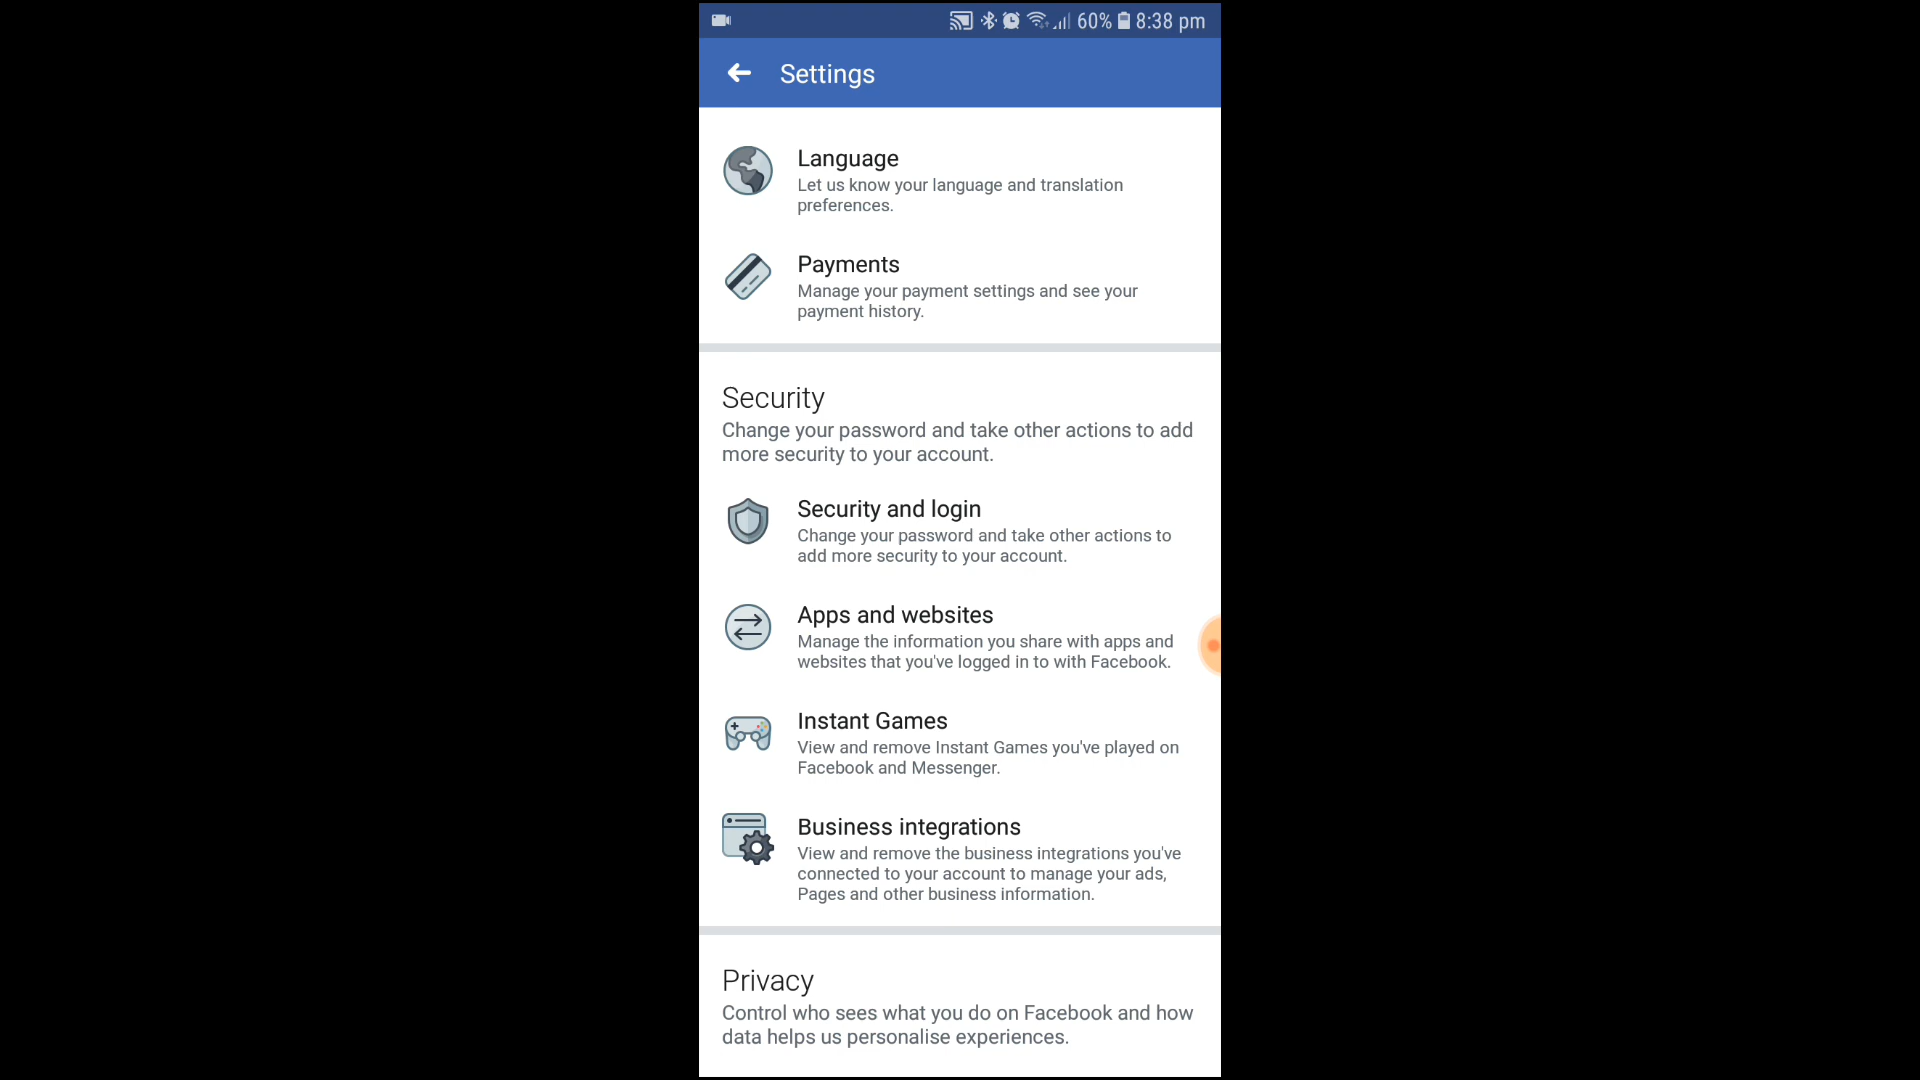 60% 8:38 pm
Settings
Language
Let us know your language and translation
preferences.
Payments
Manage your payment settings and see your
payment history.
Security
Change your password and take other actions to add
more security to your account.
Security and login
Change your password and take other actions to
add more security to your account.
Apps and websites
Manage the information you share with apps and
websites that you've logged in to with Facebook.
Instant Games
View and remove Instant Games you've played on
Facebook and Messenger.
Business integrations
View and remove the business integrations you've
connected to your account to manage your ads,
Pages and other business information.
Privacy
Control who sees what you do on Facebook and how
data helps us personalise experiences.